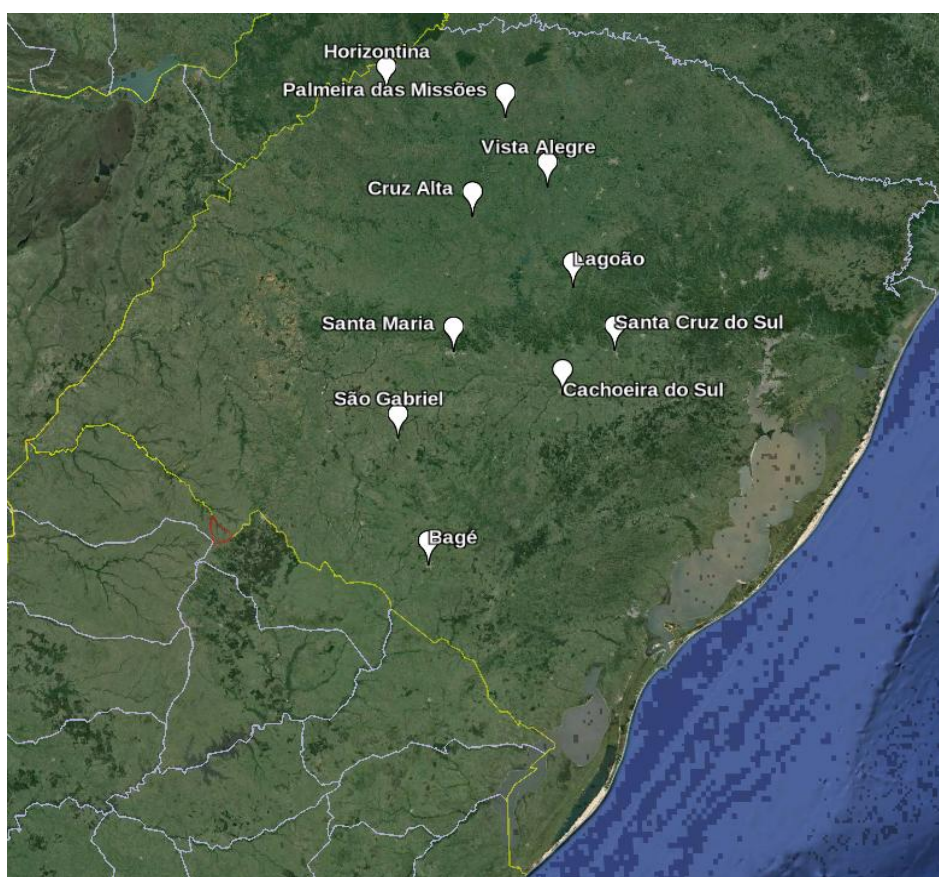 Horizontina
Palmeira das Missões
Vista Alegre
Cruz Alta
Lagoão
Santa Maria
Santa Cruz do Sul
Cachoeira do Sul
São Gabriel
Bagé